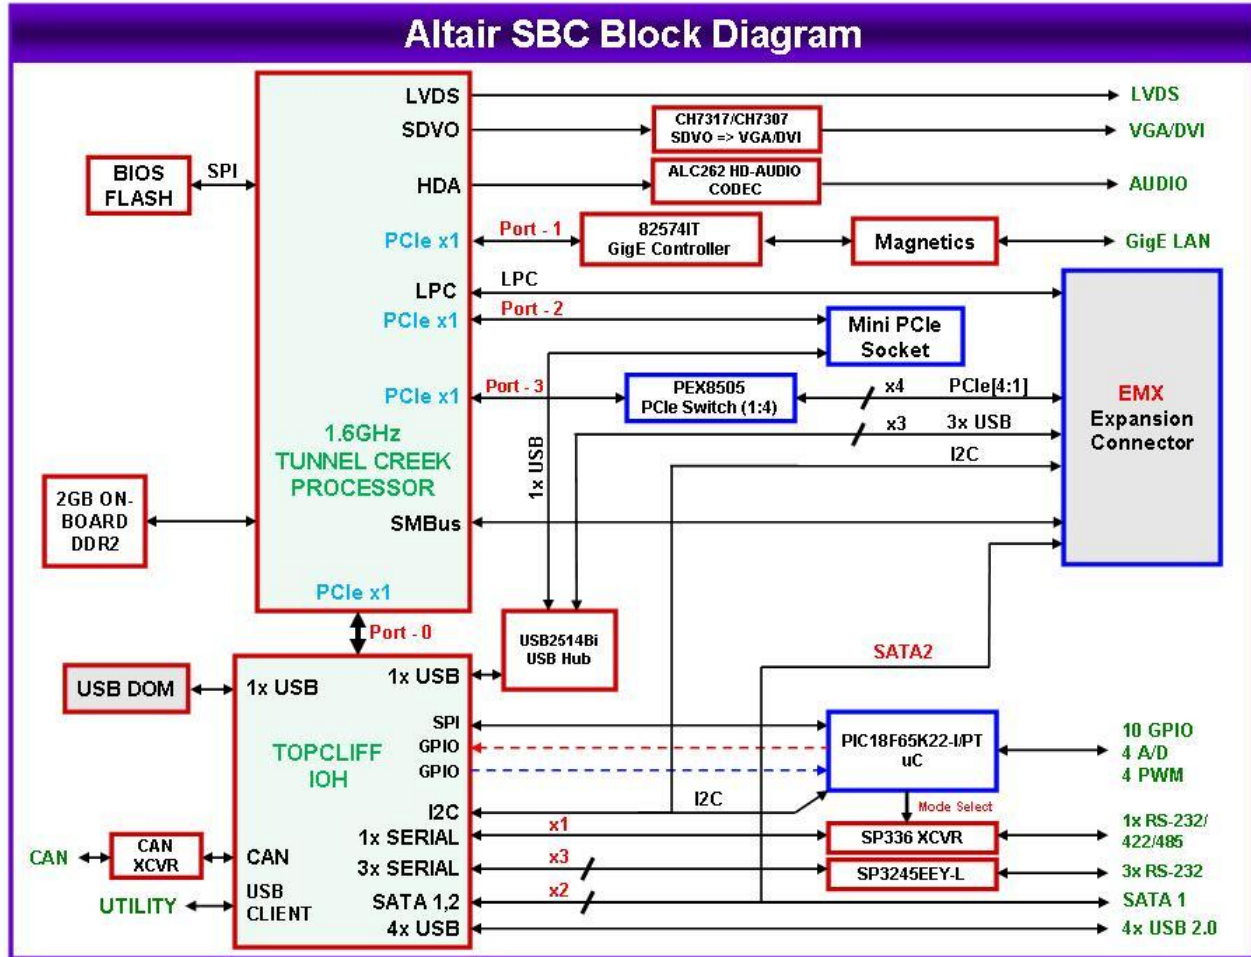 Altair SBC Block Diagram
LVDS
LVDS
SDVO
CH7317/CH7307
SDVO => VGA/DVI
VGA/DVI
BIOS
FLASH
SPI
HDA
ALC262 HD-AUDIO
CODEC
AUDIO
PCIe x1
Port - 1
82574IT
GigE Controller
Magnetics
GigE LAN
LPC
LPC
PCIe x1
Port - 2
Mini PCIe
Socket
PCIe x1
Port - 3
PEX8505
PCIe Switch (1:4)
x4
PCIe[4:1]
x3
3x USB
I2C
EMX
Expansion
Connector
1.6GHz
TUNNEL CREEK
PROCESSOR
1x USB
2GB ON-
BOARD
DDR2
SMBus
PCIe x1
Port - 0
USB2514Bi
USB Hub
SATA2
USB DOM
1x USB
1x USB
SPI
GPIO
GPIO
TOPCLIFF
IOH
PIC18F65K22-I/PT
uC
10 GPIO
4 A/D
4 PWM
I2C
I2C
Mode Select
1x SERIAL
x1
SP336 XCVR
1x RS-232/
422/485
CAN
CAN
XCVR
CAN
3x SERIAL
x3
SP3245EEY-L
3x RS-232
UTILITY
USB
CLIENT
SATA 1,2
x2
SATA 1
4x USB
4x USB 2.0